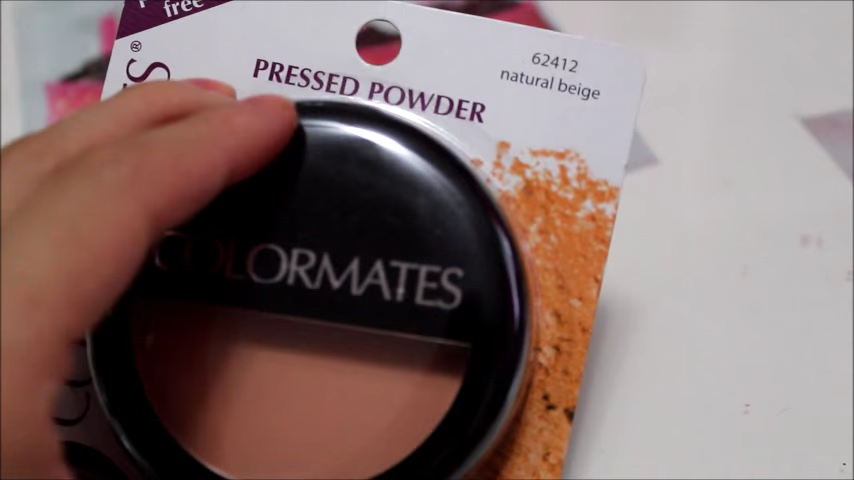 free
62412
natural beige
PRESSED POWDER
COLORMATES